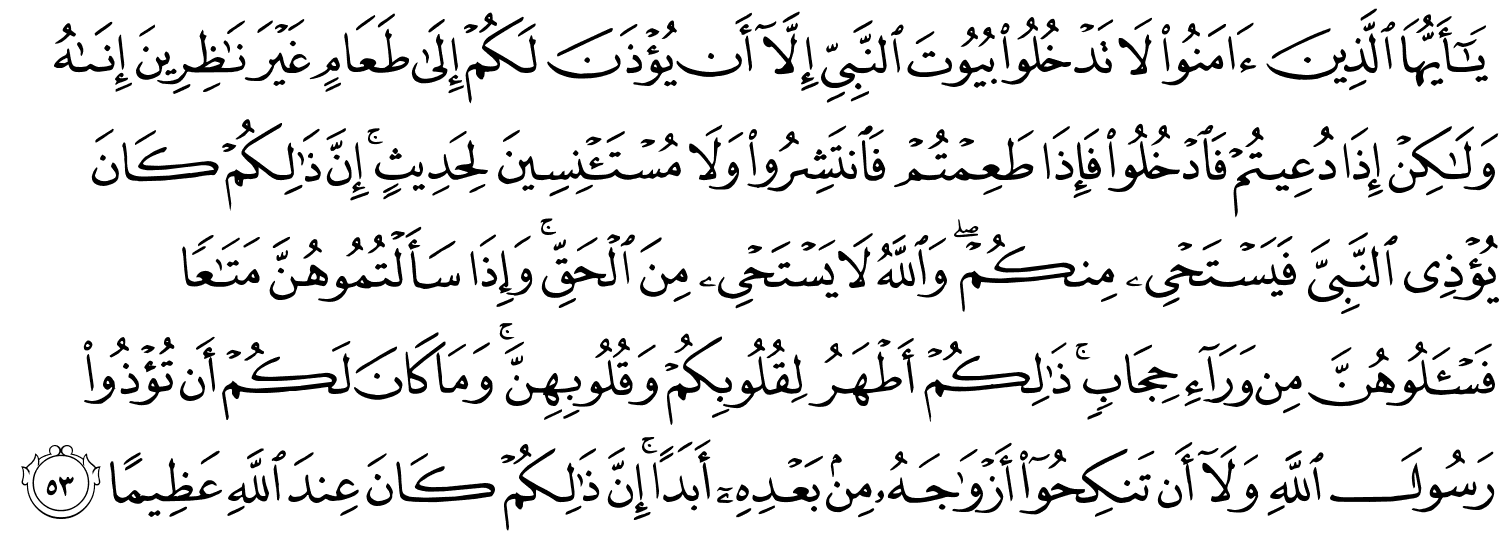 يَـٰٓأَيُّهَا ٱلَّذِينَ ءَامَنُوا۟ لَا تَدْخُلُوا۟ بُيُوتَ ٱلنَّبِىِّ إِلَّآ أَن يُؤْذَنَ لَكُمْ إِلَىٰ طَعَامٍ غَيْرَ نَـٰظِرِينَ إِنَىٰهُ
وَلَـٰكِنْ إِذَا دُعِيتُمْ فَٱدْخُلُوا۟ فَإِذَا طَعِمْتُمْ فَٱنتَشِرُوا۟ وَلَا مُسْتَـْٔنِسِينَ لِحَدِيثٍ ۚ إِنَّ ذَٰلِكُمْ كَانَ
يُؤْذِى ٱلنَّبِىَّ فَيَسْتَحْىِۦ مِنكُمْ ۖ وَٱللَّهُ لَا يَسْتَحْىِۦ مِنَ ٱلْحَقِّ ۚ وَإِذَا سَأَلْتُمُوهُنَّ مَتَـٰعًا
فَسْـَٔلُوهُنَّ مِن وَرَآءِ حِجَابٍ ۚ ذَٰلِكُمْ أَطْهَرُ لِقُلُوبِكُمْ وَقُلُوبِهِنَّ ۚ وَمَا كَانَ لَكُمْ أَن تُؤْذُوا۟
رَسُولَ ٱللَّهِ وَلَآ أَن تَنكِحُوٓا۟ أَزْوَٰجَهُۥ مِنۢ بَعْدِهِۦٓ أَبَدًا ۚ إِنَّ ذَٰلِكُمْ كَانَ عِندَ ٱللَّهِ عَظِيمًا ٥٣